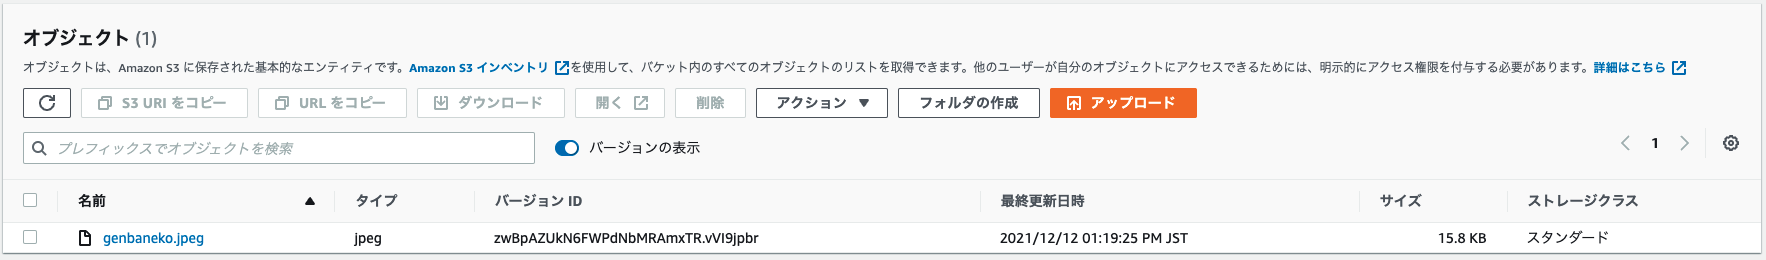 オブジェクト (1)
オブジェクトは、Amazon S3 に保存された基本的なエンティティです。Amazon S3 インベントリ を使用して、バケット内のすべてのオブジェクトのリストを取得できます。他のユーザーが自分のオブジェクトにアクセスできるためには、明示的にアクセス権限を付与する必要があります。詳細はこちら
S3 URI をコピー URL をコピー ダウンロード 開く 削除 アクション フォルダの作成 アップロード
プレフィックスでオブジェクトを検索 バージョンの表示 1
名前 タイプ バージョン ID 最終更新日時 サイズ ストレージクラス
genbaneko.jpeg jpeg zwBpAZUkN6FWPdNbMRAmxTR.vVI9jpbr 2021/12/12 01:19:25 PM JST 15.8 KB スタンダード